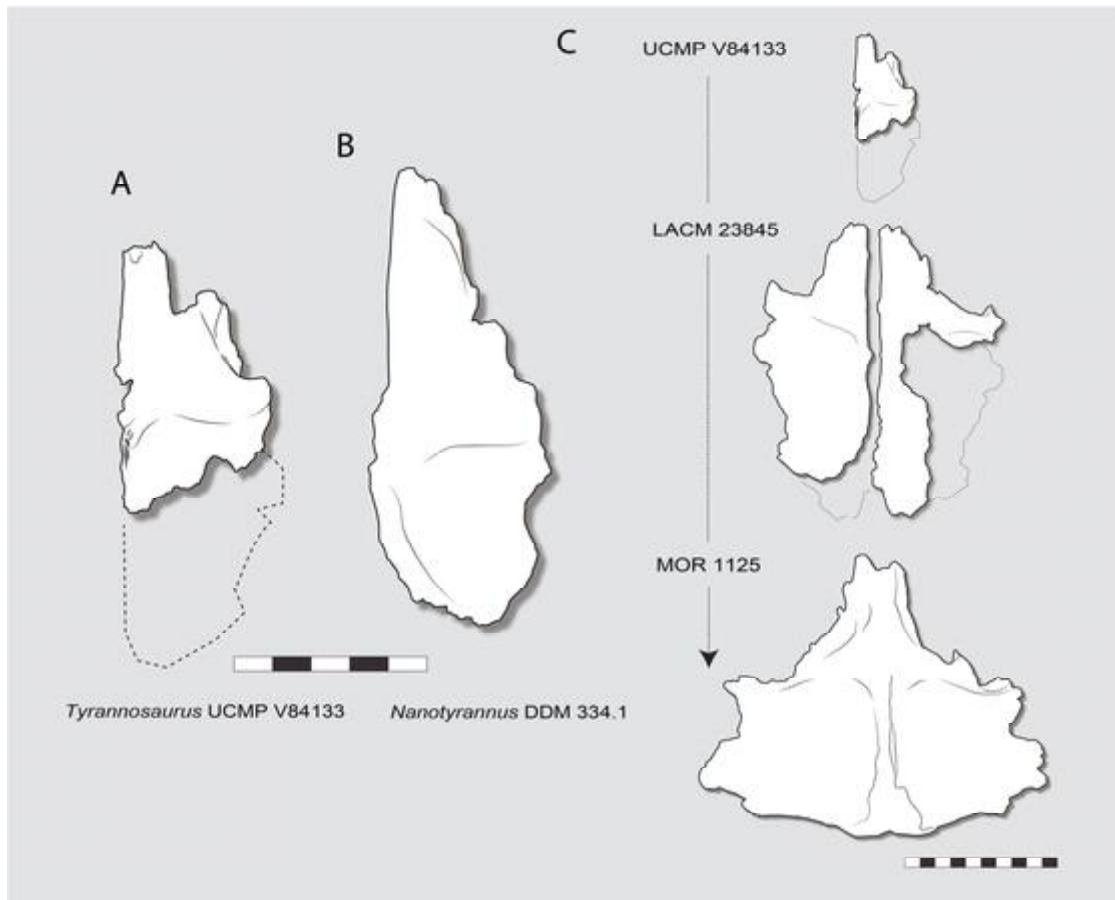 A
Tyrannosaurus UCMP V84133
B
Nanotyrannus DDM 334.1
C
UCMP V84133
LACM 23845
MOR 1125